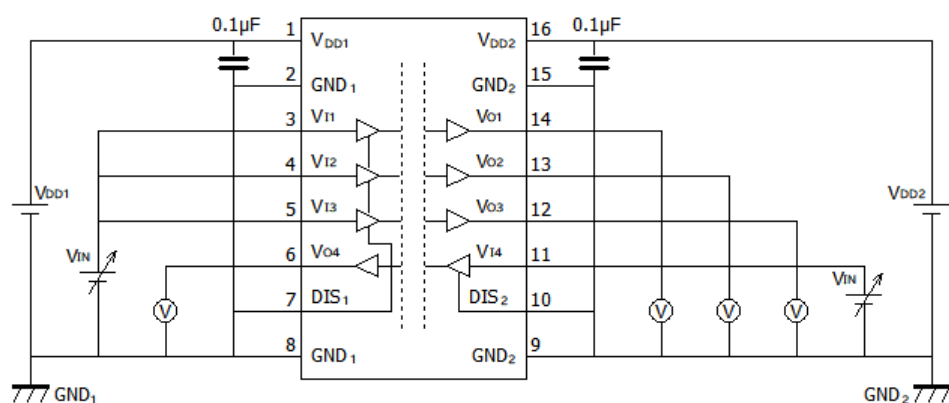 0.1µF 1 16 0.1µF
VDD1 VDD2
2 15
GND1 GND2
3 VI1 VO1 14
4 VI2 VO2 13
VDD1 VDD2
5 VI3 VO3 12
6 VO4 VI4 11
VIN VIN
7 DIS1 DIS2 10
V V V V
8 GND1 GND2 9
GND1 GND2